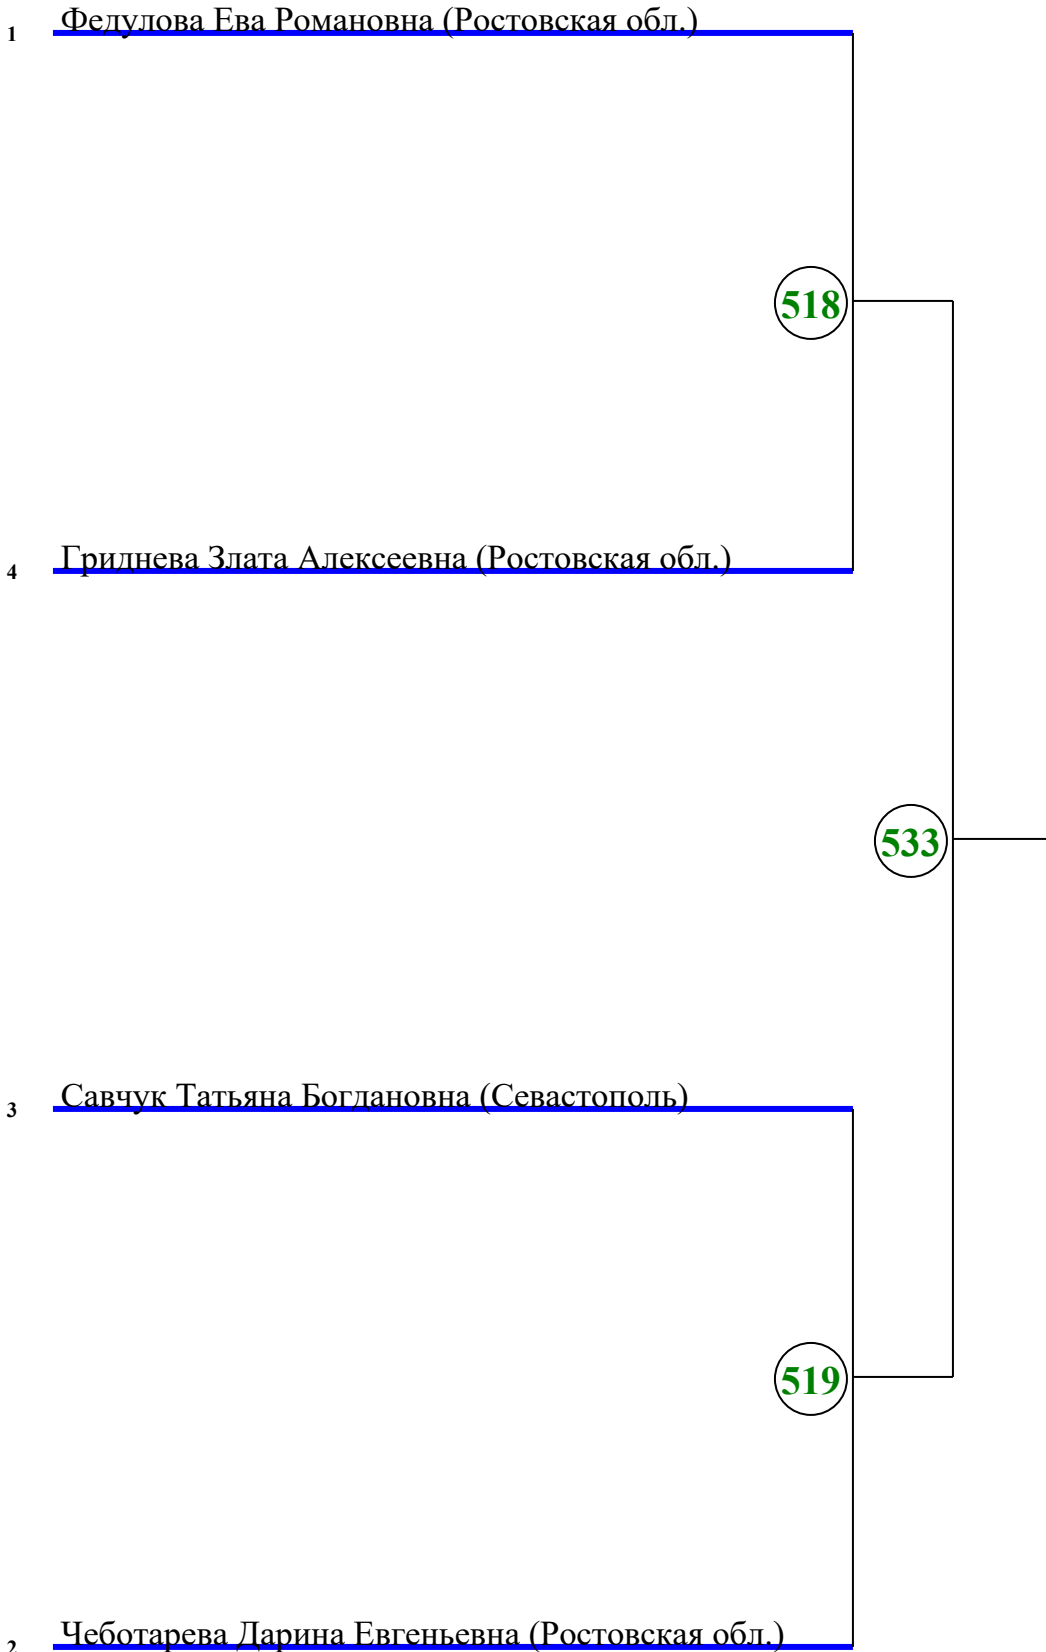 1 Федулова Ева Романовна (Ростовская обл.)
518
4 Гриднева Злата Алексеевна (Ростовская обл.)
533
3 Савчук Татьяна Богдановна (Севастополь)
519
2 Чеботарева Дарина Евгеньевна (Ростовская обл.)